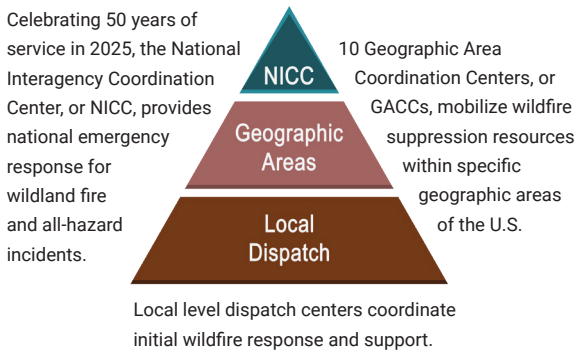 Celebrating 50 years of
service in 2025, the National
Interagency Coordination
Center, or NICC, provides
national emergency
response for
wildland fire
and all-hazard
incidents.
NICC
10 Geographic Area
Coordination Centers, or
GACCs, mobilize wildfire
suppression resources
within specific
geographic areas
of the U.S.
Geographic
Areas
Local
Dispatch
Local level dispatch centers coordinate
initial wildfire response and support.